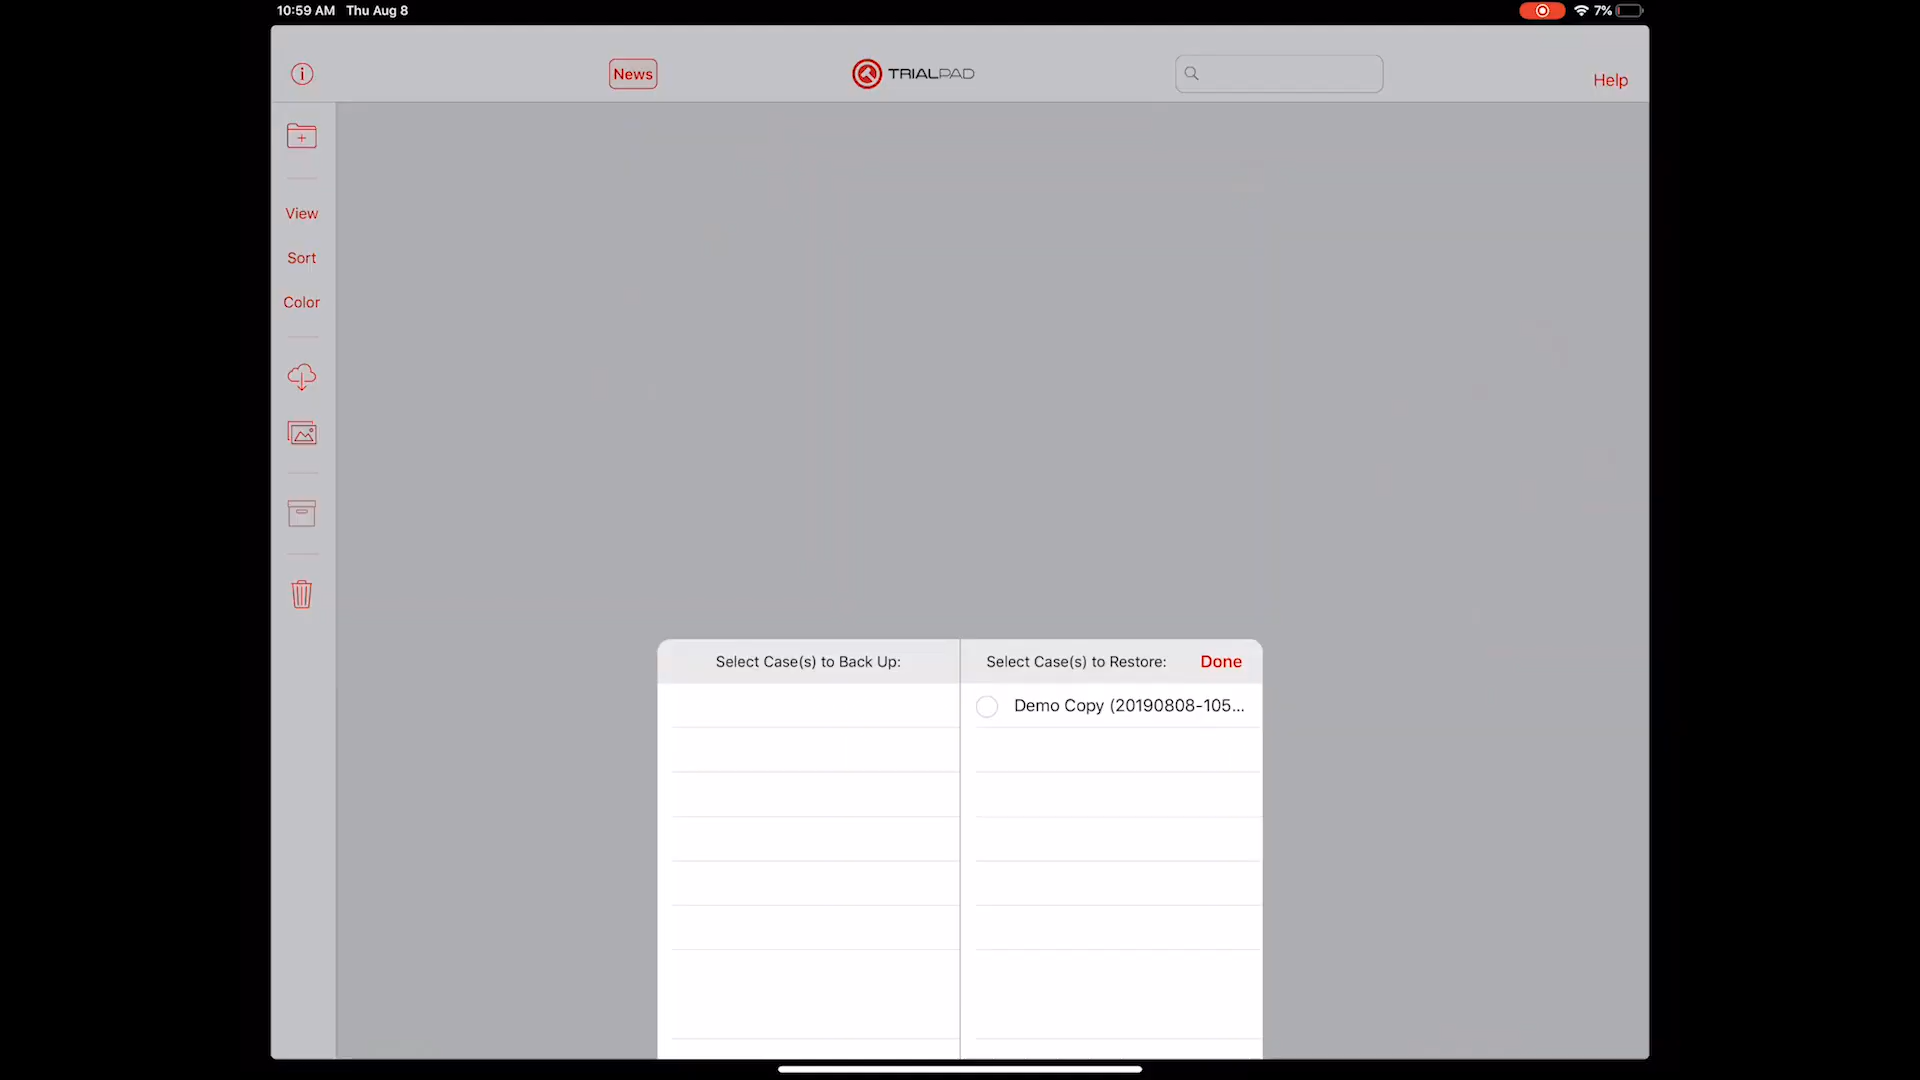 10:59 AM Thu Aug 8
7%
News
TRIALPAD
Help
View
Sort
Color
Select Case(s) to Back Up:
Select Case(s) to Restore:
Done
Demo Copy (20190808-105...